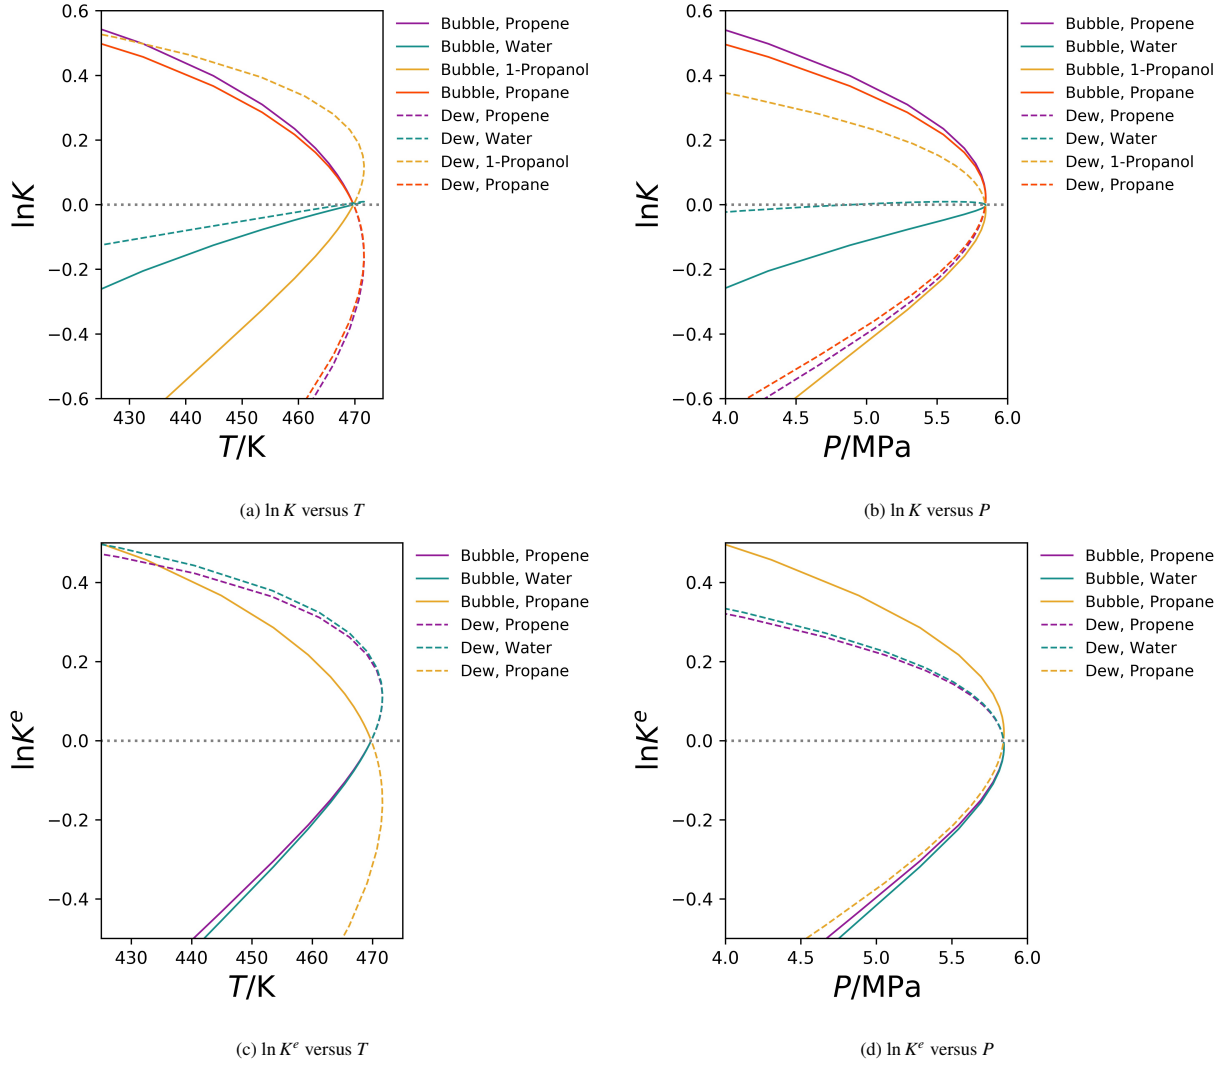 0.6
0.4
0.2
0.0
−0.2
−0.4
−0.6
lnK
430 440 450 460 470
T/K
Bubble, Propene
Bubble, Water
Bubble, 1-Propanol
Bubble, Propane
Dew, Propene
Dew, Water
Dew, 1-Propanol
Dew, Propane
(a) ln K versus T
0.6
0.4
0.2
0.0
−0.2
−0.4
−0.6
lnK
4.0 4.5 5.0 5.5 6.0
P/MPa
Bubble, Propene
Bubble, Water
Bubble, 1-Propanol
Bubble, Propane
Dew, Propene
Dew, Water
Dew, 1-Propanol
Dew, Propane
(b) ln K versus P
0.4
0.2
0.0
−0.2
−0.4
lnKᵉ
430 440 450 460 470
T/K
Bubble, Propene
Bubble, Water
Bubble, Propane
Dew, Propene
Dew, Water
Dew, Propane
(c) ln Kᵉ versus T
0.4
0.2
0.0
−0.2
−0.4
lnKᵉ
4.0 4.5 5.0 5.5 6.0
P/MPa
Bubble, Propene
Bubble, Water
Bubble, Propane
Dew, Propene
Dew, Water
Dew, Propane
(d) ln Kᵉ versus P